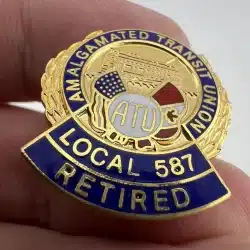 AMALGAMATED TRANSIT UNION
ATU
LOCAL 587
RETIRED